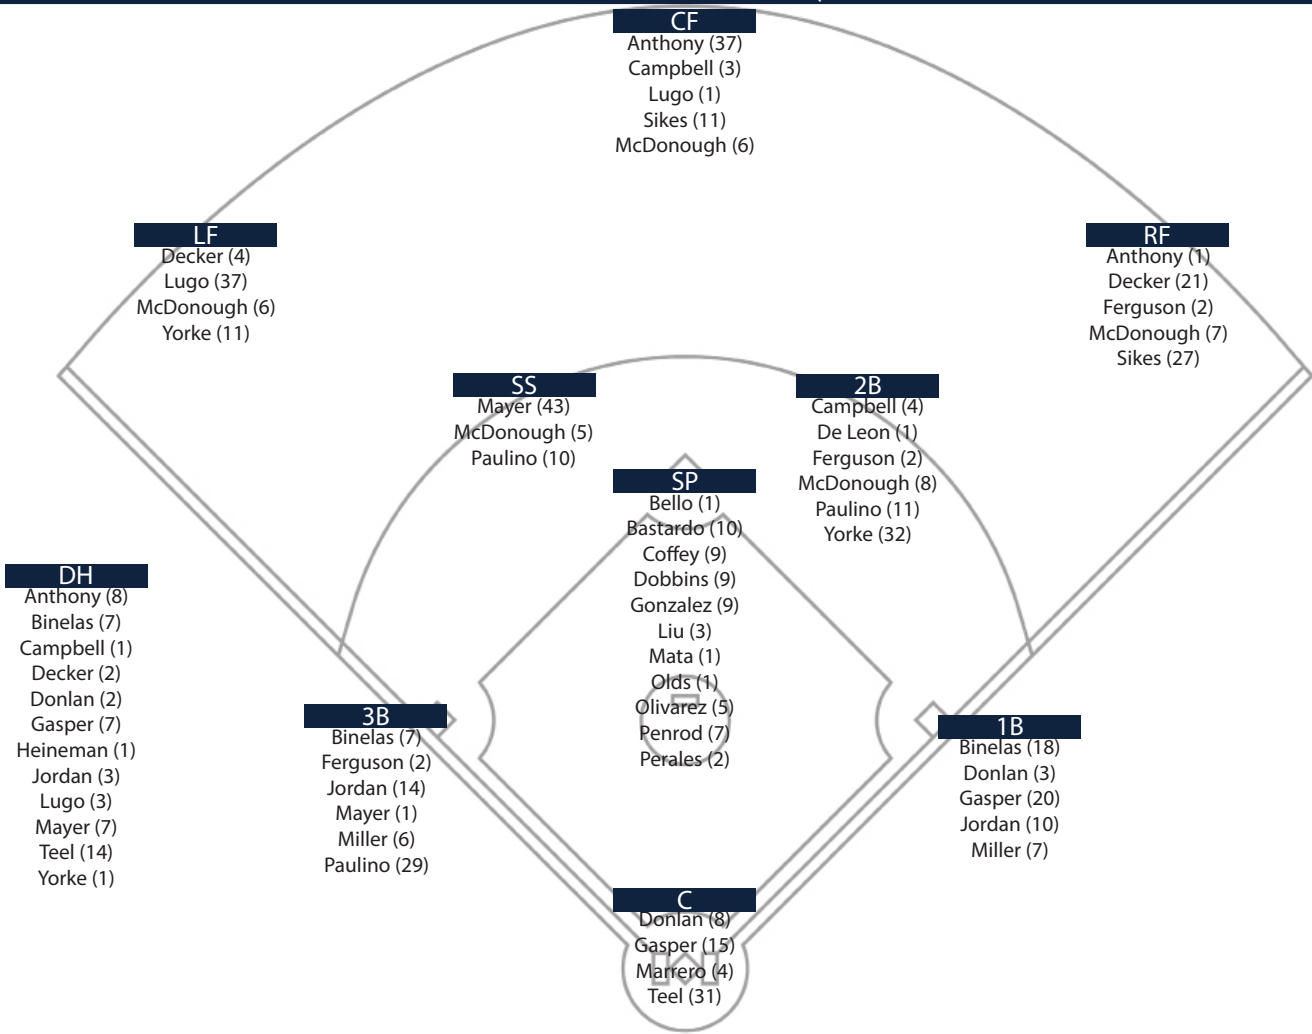 CF
Anthony (37)
Campbell (3)
Lugo (1)
Sikes (11)
McDonough (6)
LF
Decker (4)
Lugo (37)
McDonough (6)
Yorke (11)
RF
Anthony (1)
Decker (21)
Ferguson (2)
McDonough (7)
Sikes (27)
SS
Mayer (43)
McDonough (5)
Paulino (10)
2B
Campbell (4)
De Leon (1)
Ferguson (2)
McDonough (8)
Paulino (11)
Yorke (32)
SP
Bello (1)
Bastardo (10)
Coffey (9)
Dobbins (9)
Gonzalez (9)
Liu (3)
Mata (1)
Olds (1)
Olivarez (5)
Penrod (7)
Perales (2)
DH
Anthony (8)
Binelas (7)
Campbell (1)
Decker (2)
Donlan (2)
Gasper (7)
Heineman (1)
Jordan (3)
Lugo (3)
Mayer (7)
Teel (14)
Yorke (1)
3B
Binelas (7)
Ferguson (2)
Jordan (14)
Mayer (1)
Miller (6)
Paulino (29)
1B
Binelas (18)
Donlan (3)
Gasper (20)
Jordan (10)
Miller (7)
C
Donlan (8)
Gasper (15)
Marrero (4)
Teel (31)